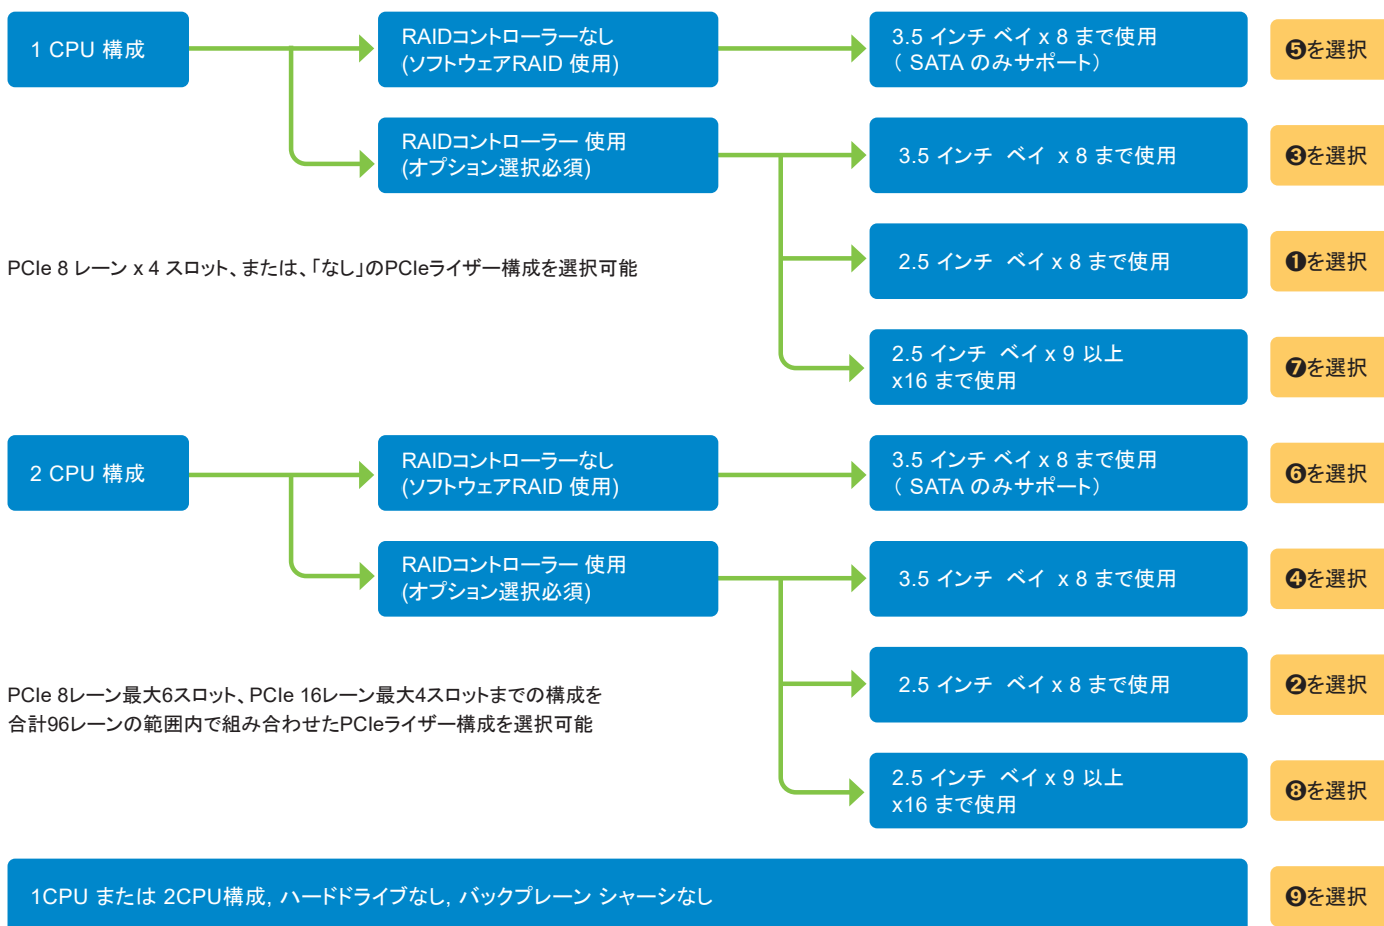 1 CPU 構成
RAIDコントローラーなし
(ソフトウェアRAID 使用)
3.5 インチ ベイ x 8 まで使用
( SATA のみサポート)
❺を選択
RAIDコントローラー 使用
(オプション選択必須)
3.5 インチ ベイ x 8 まで使用
❸を選択
PCIe 8 レーン x 4 スロット、または、「なし」のPCIeライザー構成を選択可能
2.5 インチ ベイ x 8 まで使用
❶を選択
2.5 インチ ベイ x 9 以上
x16 まで使用
❼を選択
2 CPU 構成
RAIDコントローラーなし
(ソフトウェアRAID 使用)
3.5 インチ ベイ x 8 まで使用
( SATA のみサポート)
❻を選択
RAIDコントローラー 使用
(オプション選択必須)
3.5 インチ ベイ x 8 まで使用
❹を選択
PCIe 8レーン最大6スロット、PCIe 16レーン最大4スロットまでの構成を
合計96レーンの範囲内で組み合わせたPCIeライザー構成を選択可能
2.5 インチ ベイ x 8 まで使用
❷を選択
2.5 インチ ベイ x 9 以上
x16 まで使用
❽を選択
1CPU または 2CPU構成, ハードドライブなし, バックプレーン シャーシなし
❾を選択